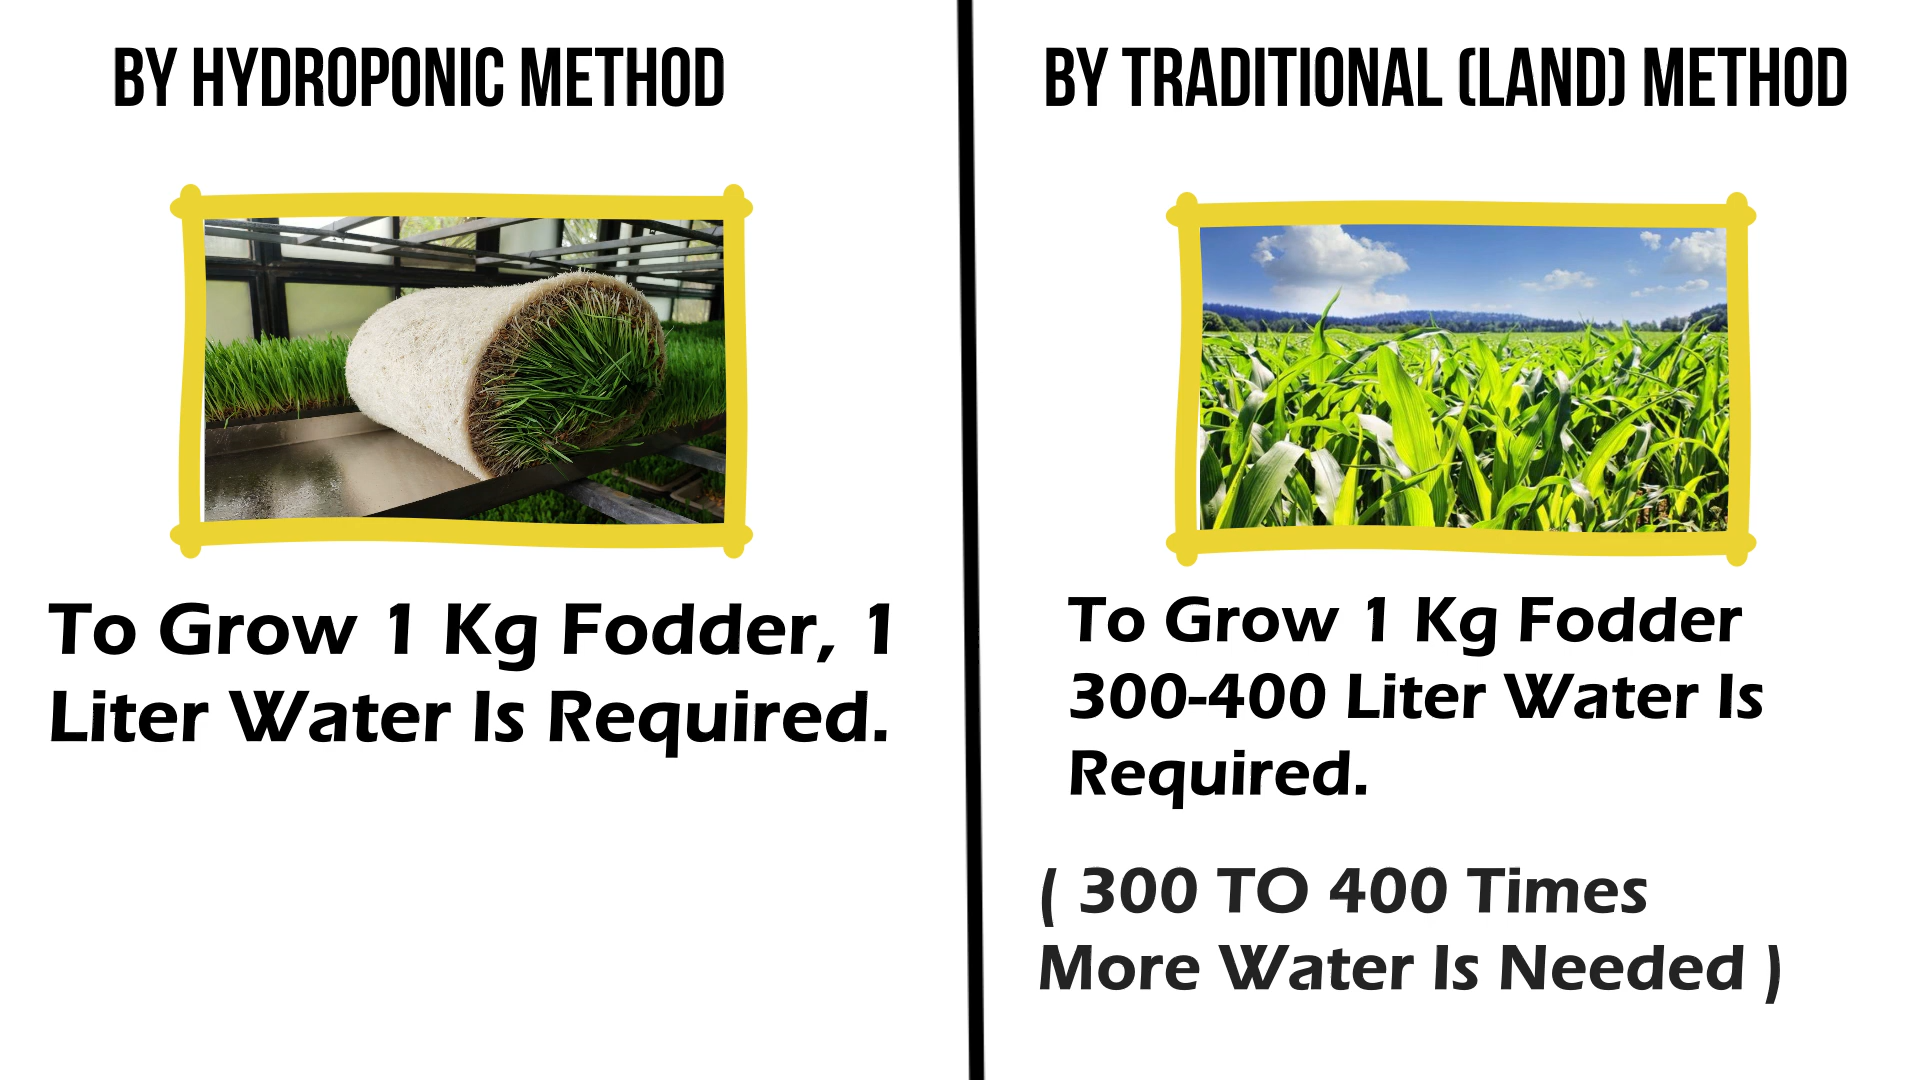 BY HYDROPONIC METHOD
To Grow 1 Kg Fodder, 1
Liter Water Is Required.
BY TRADITIONAL (LAND) METHOD
To Grow 1 Kg Fodder
300-400 Liter Water Is
Required.
( 300 TO 400 Times
More Water Is Needed )